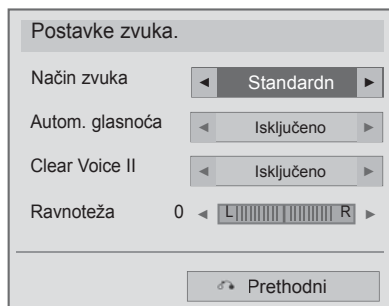 Postavke zvuka.
Način zvuka ◄ Standardn ►
Autom. glasnoća ◄ Isključeno ►
Clear Voice II ◄ Isključeno ►
Ravnoteža 0 ◄ L R ►
Prethodni